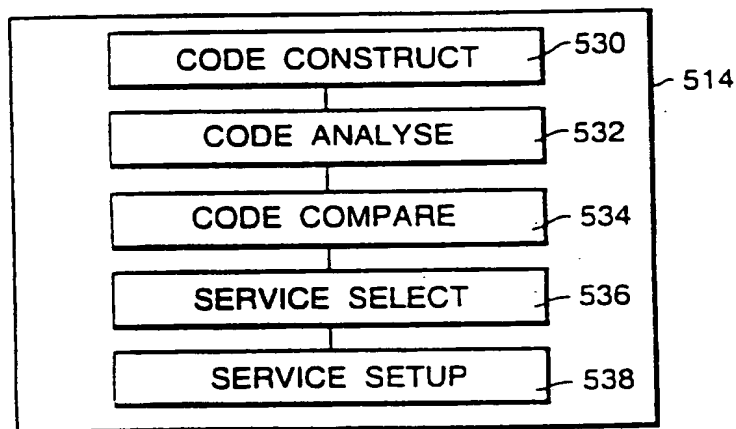 CODE CONSTRUCT 530
514
CODE ANALYSE 532
CODE COMPARE 534
SERVICE SELECT 536
SERVICE SETUP 538